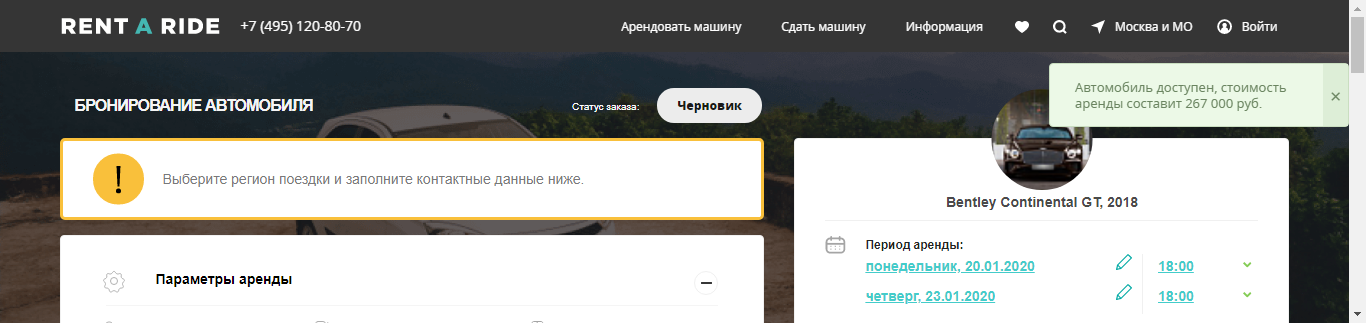 RENT A RIDE +7 (495) 120-80-70 Арендовать машину Сдать машину Информация Москва и МО Войти
Автомобиль доступен, стоимость
аренды составит 267 000 руб.
БРОНИРОВАНИЕ АВТОМОБИЛЯ Статус заказа: Черновик
! Выберите регион поездки и заполните контактные данные ниже.
Bentley Continental GT, 2018
Период аренды:
понедельник, 20.01.2020 18:00
четверг, 23.01.2020 18:00
Параметры аренды